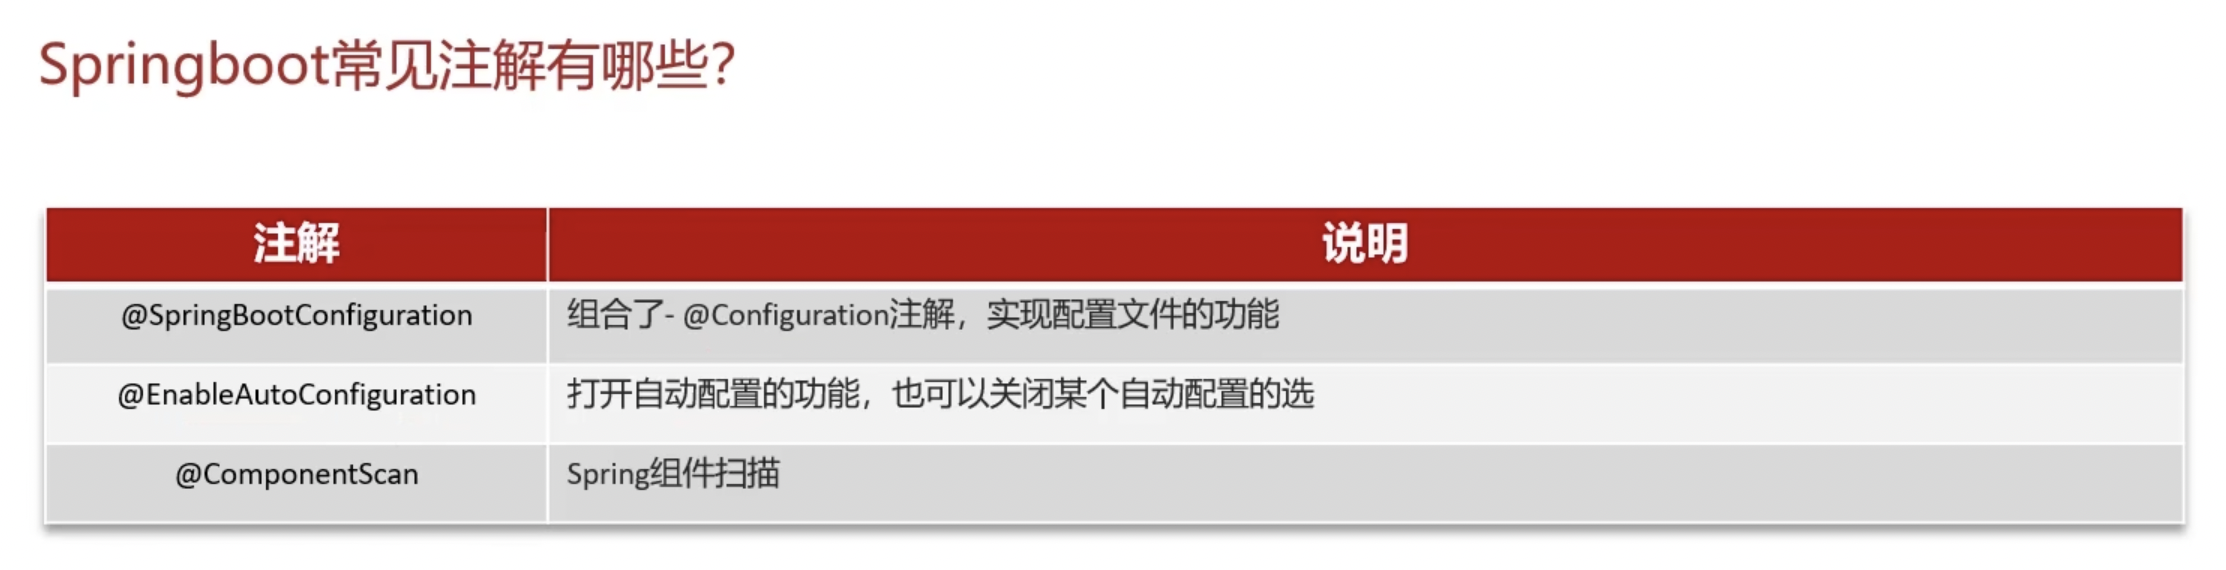 Springboot常见注解有哪些?
注解 说明
@SpringBootConfiguration 组合了- @Configuration注解，实现配置文件的功能
@EnableAutoConfiguration 打开自动配置的功能，也可以关闭某个自动配置的选
@ComponentScan Spring组件扫描